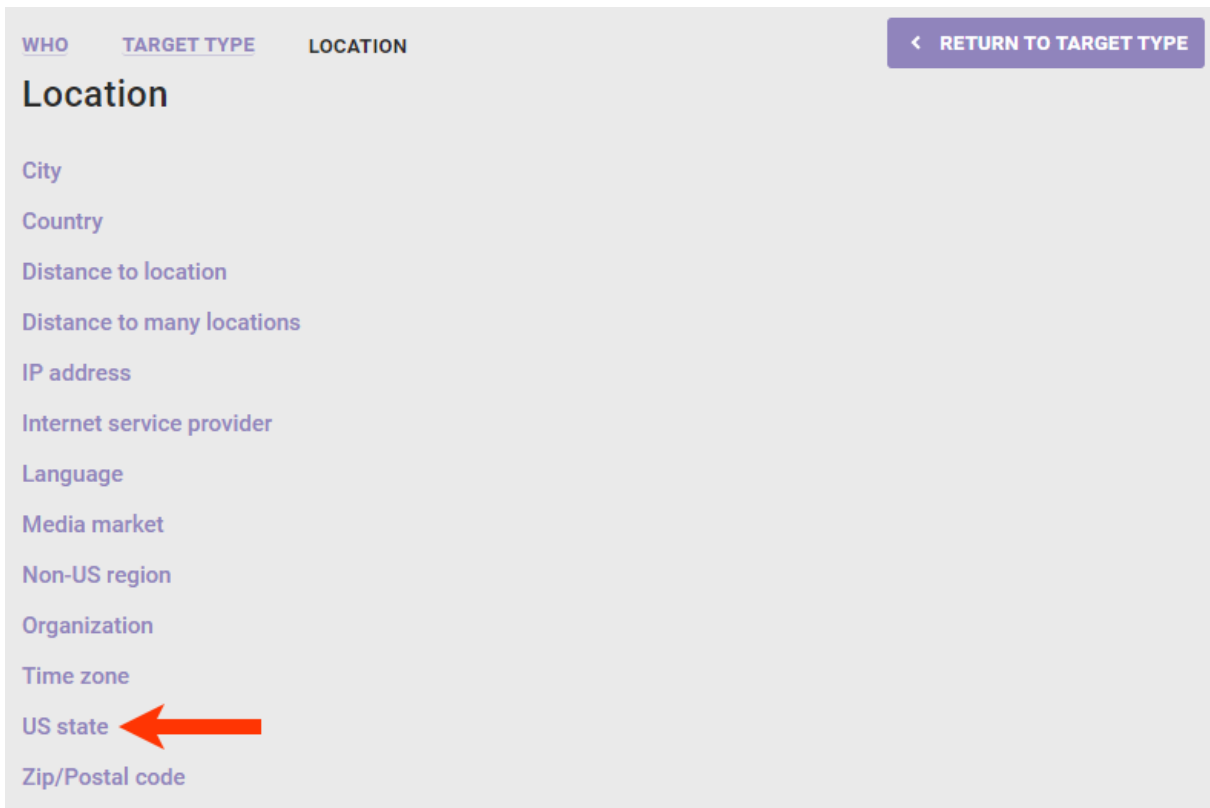 WHO TARGET TYPE LOCATION < RETURN TO TARGET TYPE
Location
City
Country
Distance to location
Distance to many locations
IP address
Internet service provider
Language
Media market
Non-US region
Organization
Time zone
US state
Zip/Postal code